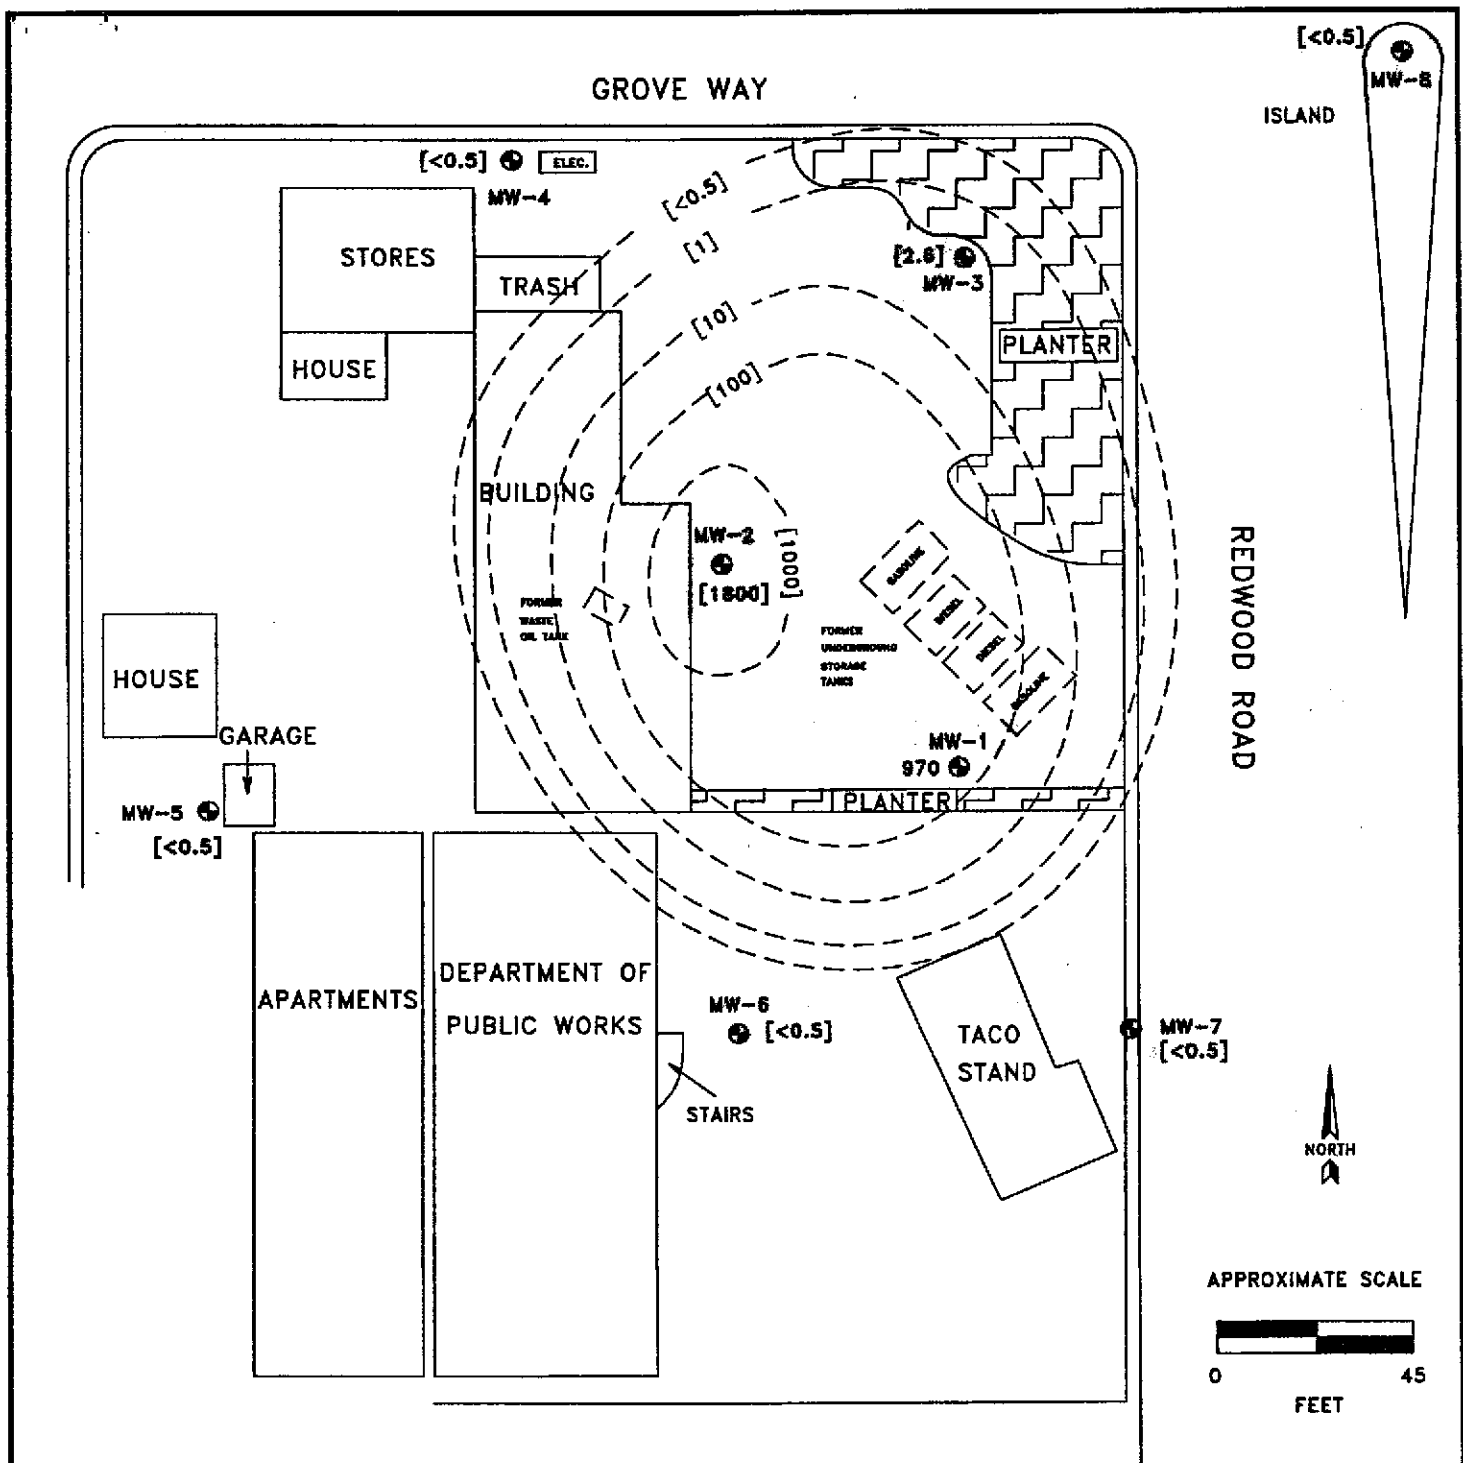 [<0.5]
MW-8
GROVE WAY
ISLAND
[<0.5]
ELEC.
MW-4
[<0.5]
STORES
[1]
[2.6]
MW-3
TRASH
[10]
PLANTER
HOUSE
[100]
BUILDING
MW-2
[1000]
[1800]
GASOLINE
DIESEL
DIESEL
GASOLINE
FORMER
WASTE
OIL TANK
FORMER
UNDERGROUND
STORAGE
TANKS
REDWOOD ROAD
HOUSE
GARAGE
MW-1
970
PLANTER
MW-5
[<0.5]
APARTMENTS
DEPARTMENT OF
PUBLIC WORKS
MW-6
[<0.5]
TACO
STAND
MW-7
[<0.5]
STAIRS
NORTH
APPROXIMATE SCALE
0 45
FEET